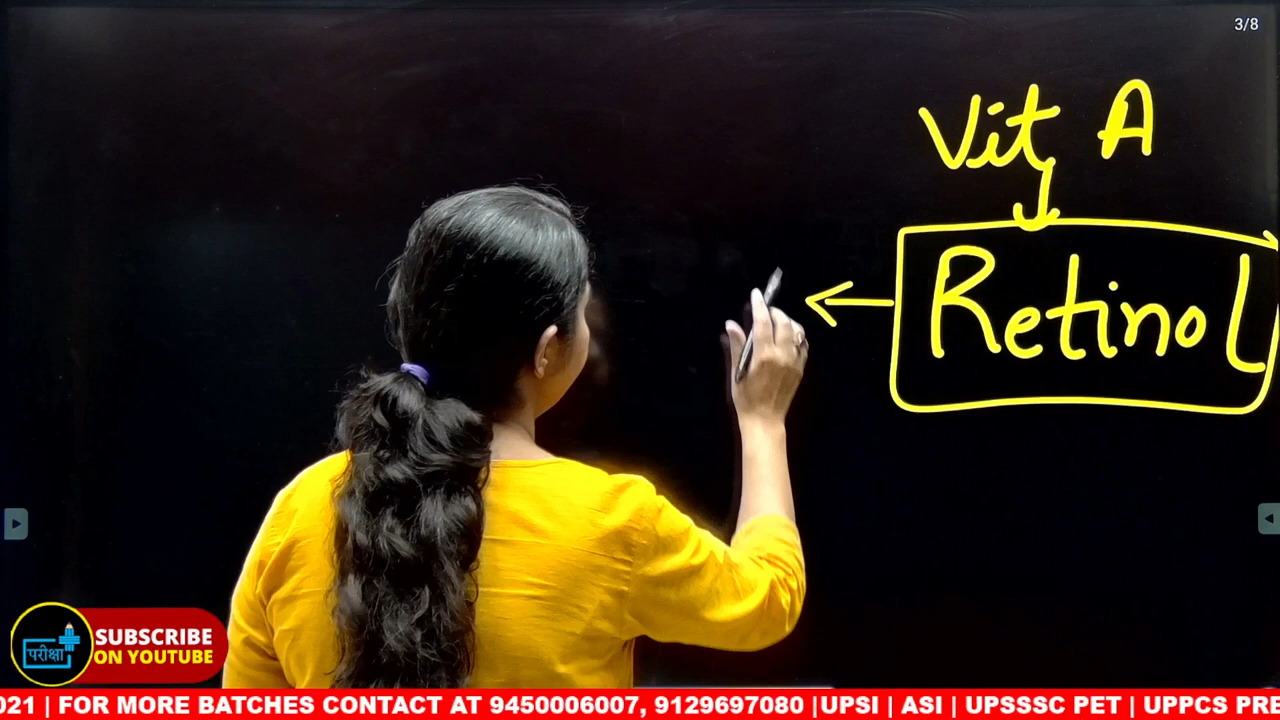 3/8
Vit A
Retinol
परीक्षा
SUBSCRIBE
ON YOUTUBE
021 | FOR MORE BATCHES CONTACT AT 9450006007, 9129697080 |UPSI | ASI | UPSSSC PET | UPPCS PRE